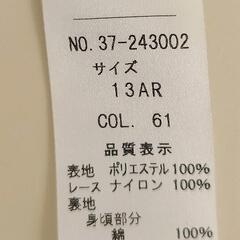 NO.37-243002
サイズ
13AR
COL. 61
品質表示
表地 ポリエステル100%
レース ナイロン 100%
裏地
身頃部分
綿 100%